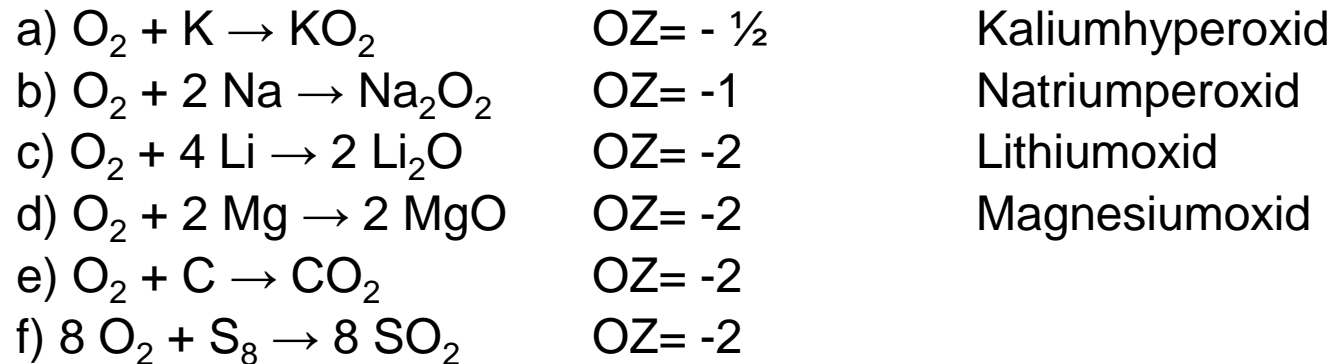 a) O₂ + K → KO₂ OZ= - ½ Kaliumhyperoxid
b) O₂ + 2 Na → Na₂O₂ OZ= -1 Natriumperoxid
c) O₂ + 4 Li → 2 Li₂O OZ= -2 Lithiumoxid
d) O₂ + 2 Mg → 2 MgO OZ= -2 Magnesiumoxid
e) O₂ + C → CO₂ OZ= -2
f) 8 O₂ + S₈ → 8 SO₂ OZ= -2